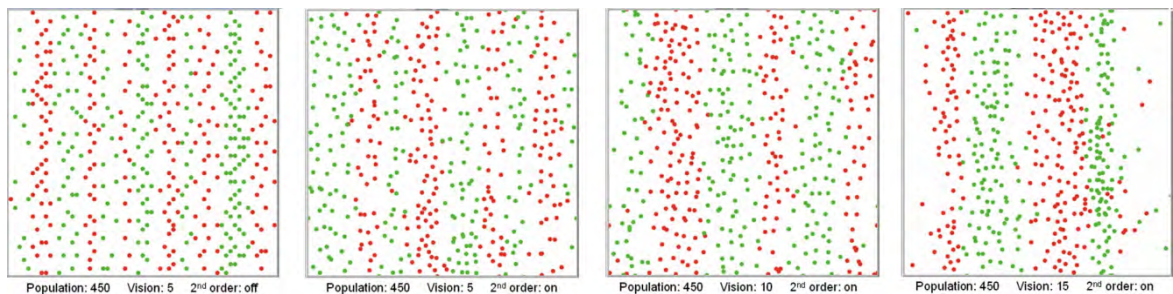 Population: 450 Vision: 5 2nd order: off
Population: 450 Vision: 5 2nd order: on
Population: 450 Vision: 10 2nd order: on
Population: 450 Vision: 15 2nd order: on